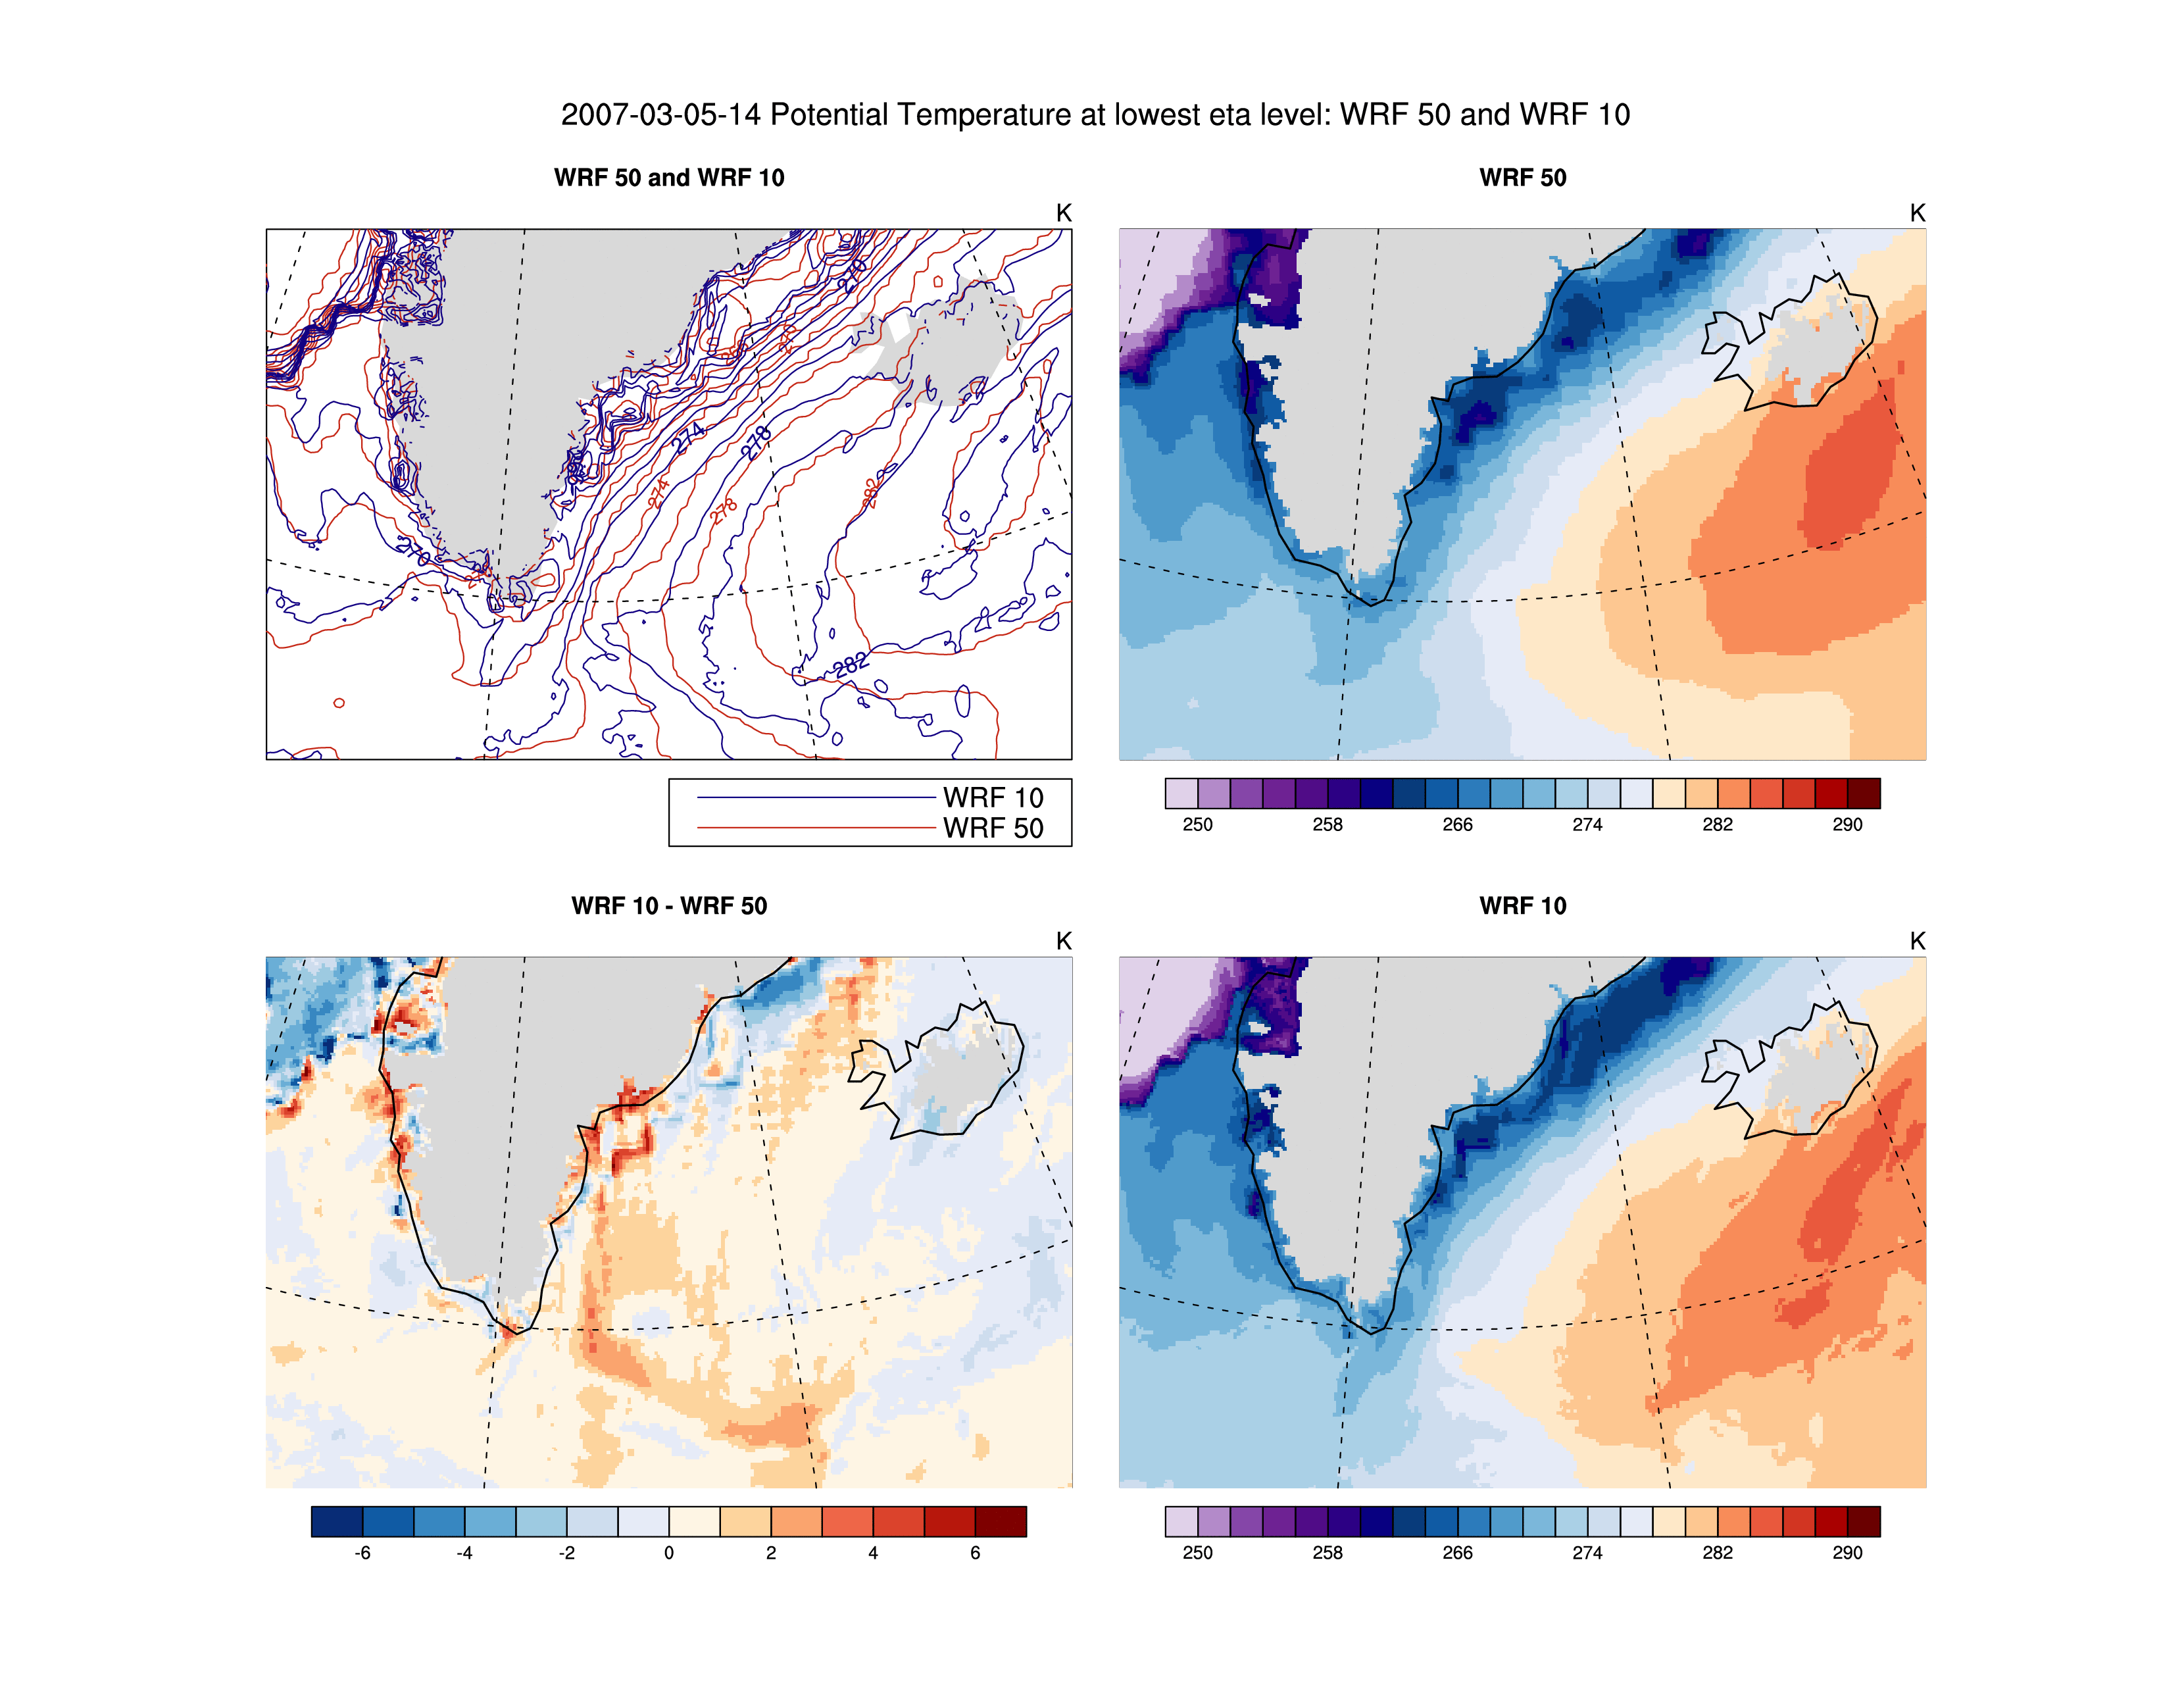 2007-03-05-14 Potential Temperature at lowest eta level: WRF 50 and WRF 10
WRF 50 and WRF 10
K
270
274
278
274
278
282
282
270
WRF 10
WRF 50
WRF 50
K
250 258 266 274 282 290
WRF 10 - WRF 50
K
-6 -4 -2 0 2 4 6
WRF 10
K
250 258 266 274 282 290